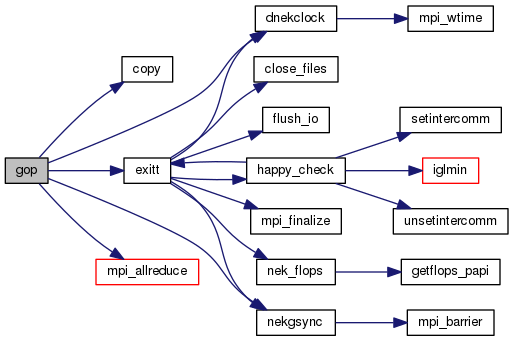 gop
copy
exitt
mpi_allreduce
dnekclock
close_files
flush_io
happy_check
mpi_finalize
nek_flops
nekgsync
mpi_wtime
setintercomm
iglmin
unsetintercomm
getflops_papi
mpi_barrier